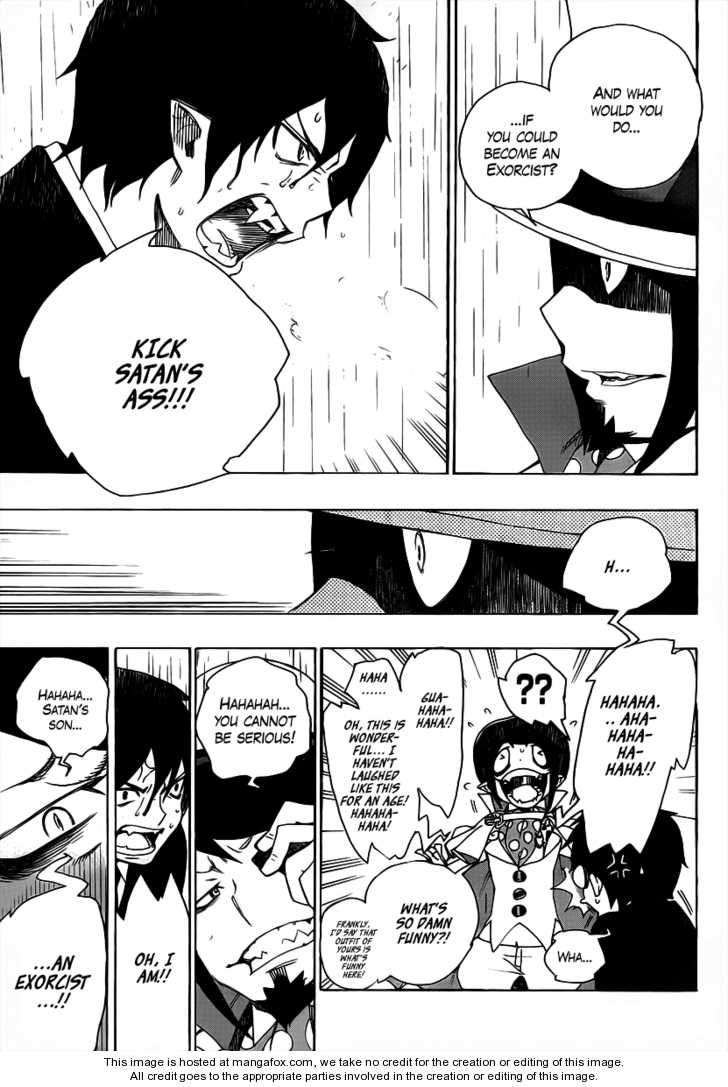 AND WHAT
WOULD YOU
DO...
...IF
YOU COULD
BECOME AN
EXORCIST?
KICK
SATAN'S
ASS!!!
H...
HAHAHA.
.. AHA-
HAHA-
HA-
HAHA!!
??
GUA-
HAHA-
HAHA!!
HAHA
......
OH, THIS IS
WONDER-
FUL.... I
HAVEN'T
LAUGHED
LIKE THIS
FOR AN AGE!
HAHAHA-
HAHA!
WHA...
WHAT'S
SO DAMN
FUNNY?!
FRANKLY,
I'D SAY THAT
OUTFIT OF
YOURS IS
WHAT'S
FUNNY
HERE!
HAHAHAH...
YOU CANNOT
BE SERIOUS!
OH, I
AM!!
HAHAHA...
SATAN'S
SON...
...AN
EXORCIST
...!!
This image is hosted at mangafox.com, we take no credit for the creation or editing of this image.
All credit goes to the appropriate parties involved in the creation or editing of this image.